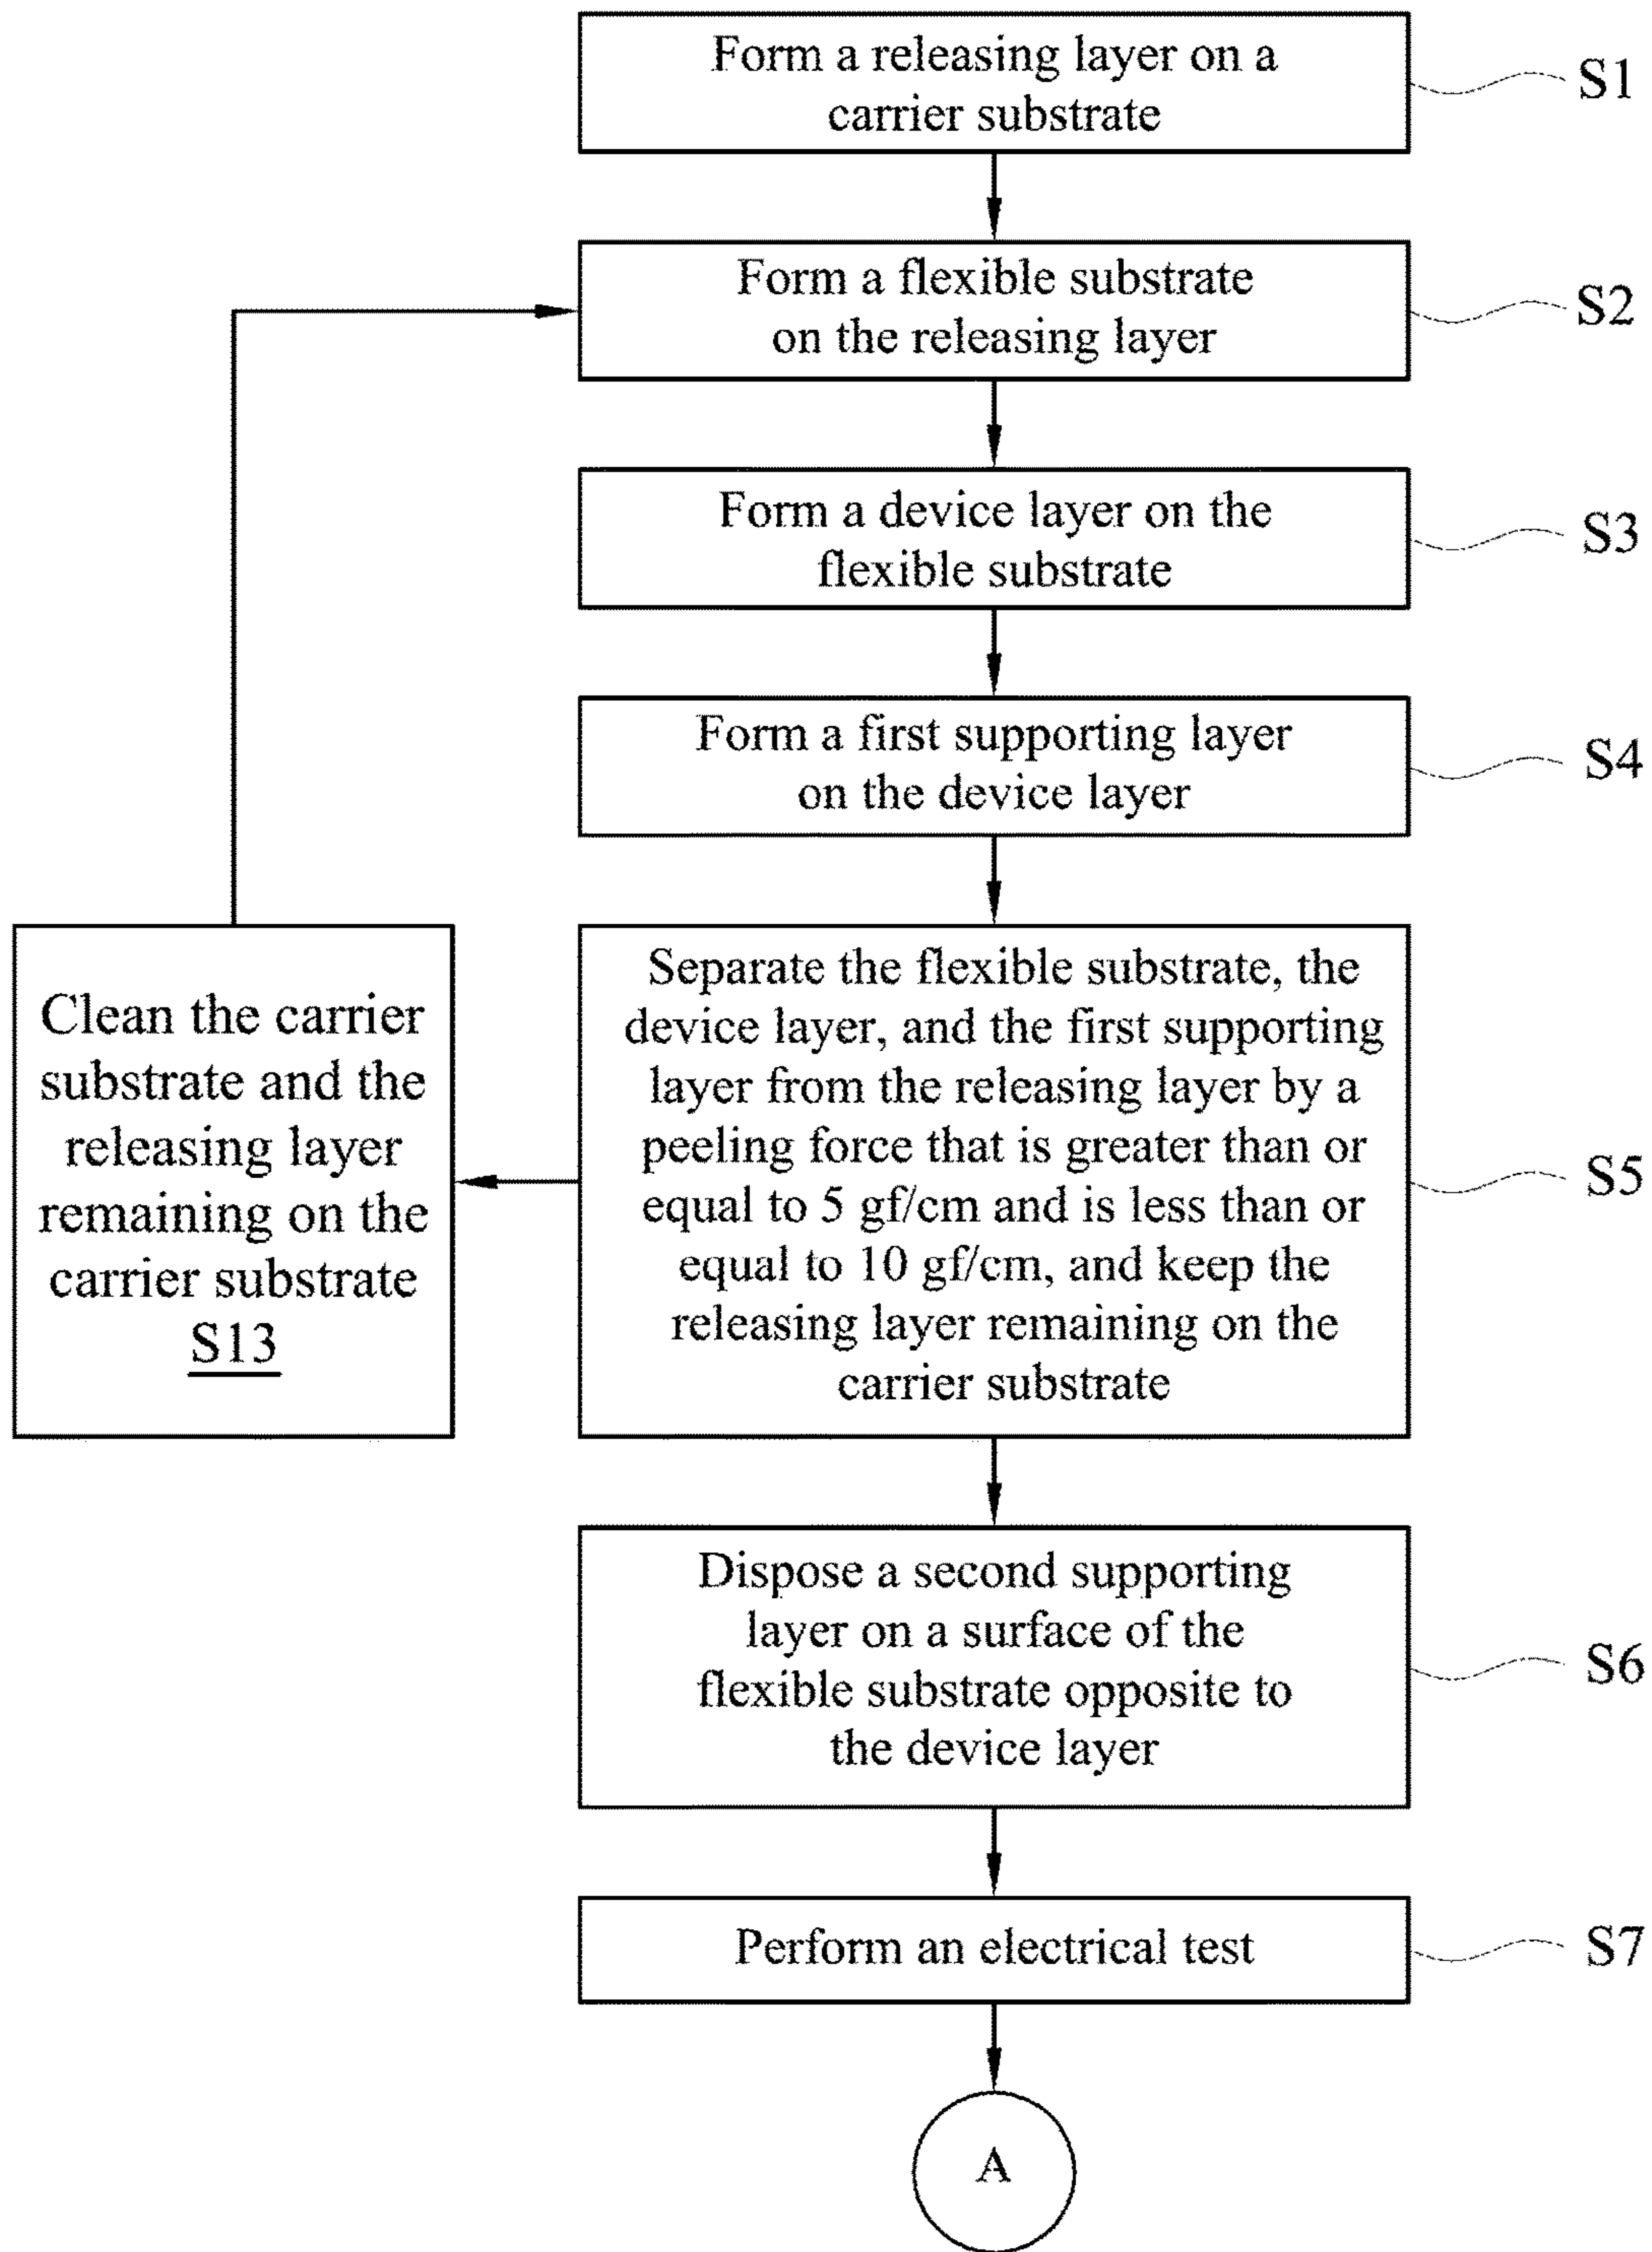 Form a releasing layer on a
carrier substrate
S1
Form a flexible substrate
on the releasing layer
S2
Form a device layer on the
flexible substrate
S3
Form a first supporting layer
on the device layer
S4
Separate the flexible substrate, the
device layer, and the first supporting
layer from the releasing layer by a
peeling force that is greater than or
equal to 5 gf/cm and is less than or
equal to 10 gf/cm, and keep the
releasing layer remaining on the
carrier substrate
S5
Clean the carrier
substrate and the
releasing layer
remaining on the
carrier substrate
S13
Dispose a second supporting
layer on a surface of the
flexible substrate opposite to
the device layer
S6
Perform an electrical test
S7
A